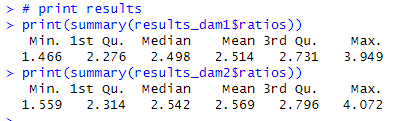 > # print results
> print(summary(results_dam1$ratios))
   Min. 1st Qu.  Median    Mean 3rd Qu.    Max.
  1.466   2.276   2.498   2.514   2.731   3.949
> print(summary(results_dam2$ratios))
   Min. 1st Qu.  Median    Mean 3rd Qu.    Max.
  1.559   2.314   2.542   2.569   2.796   4.072
>